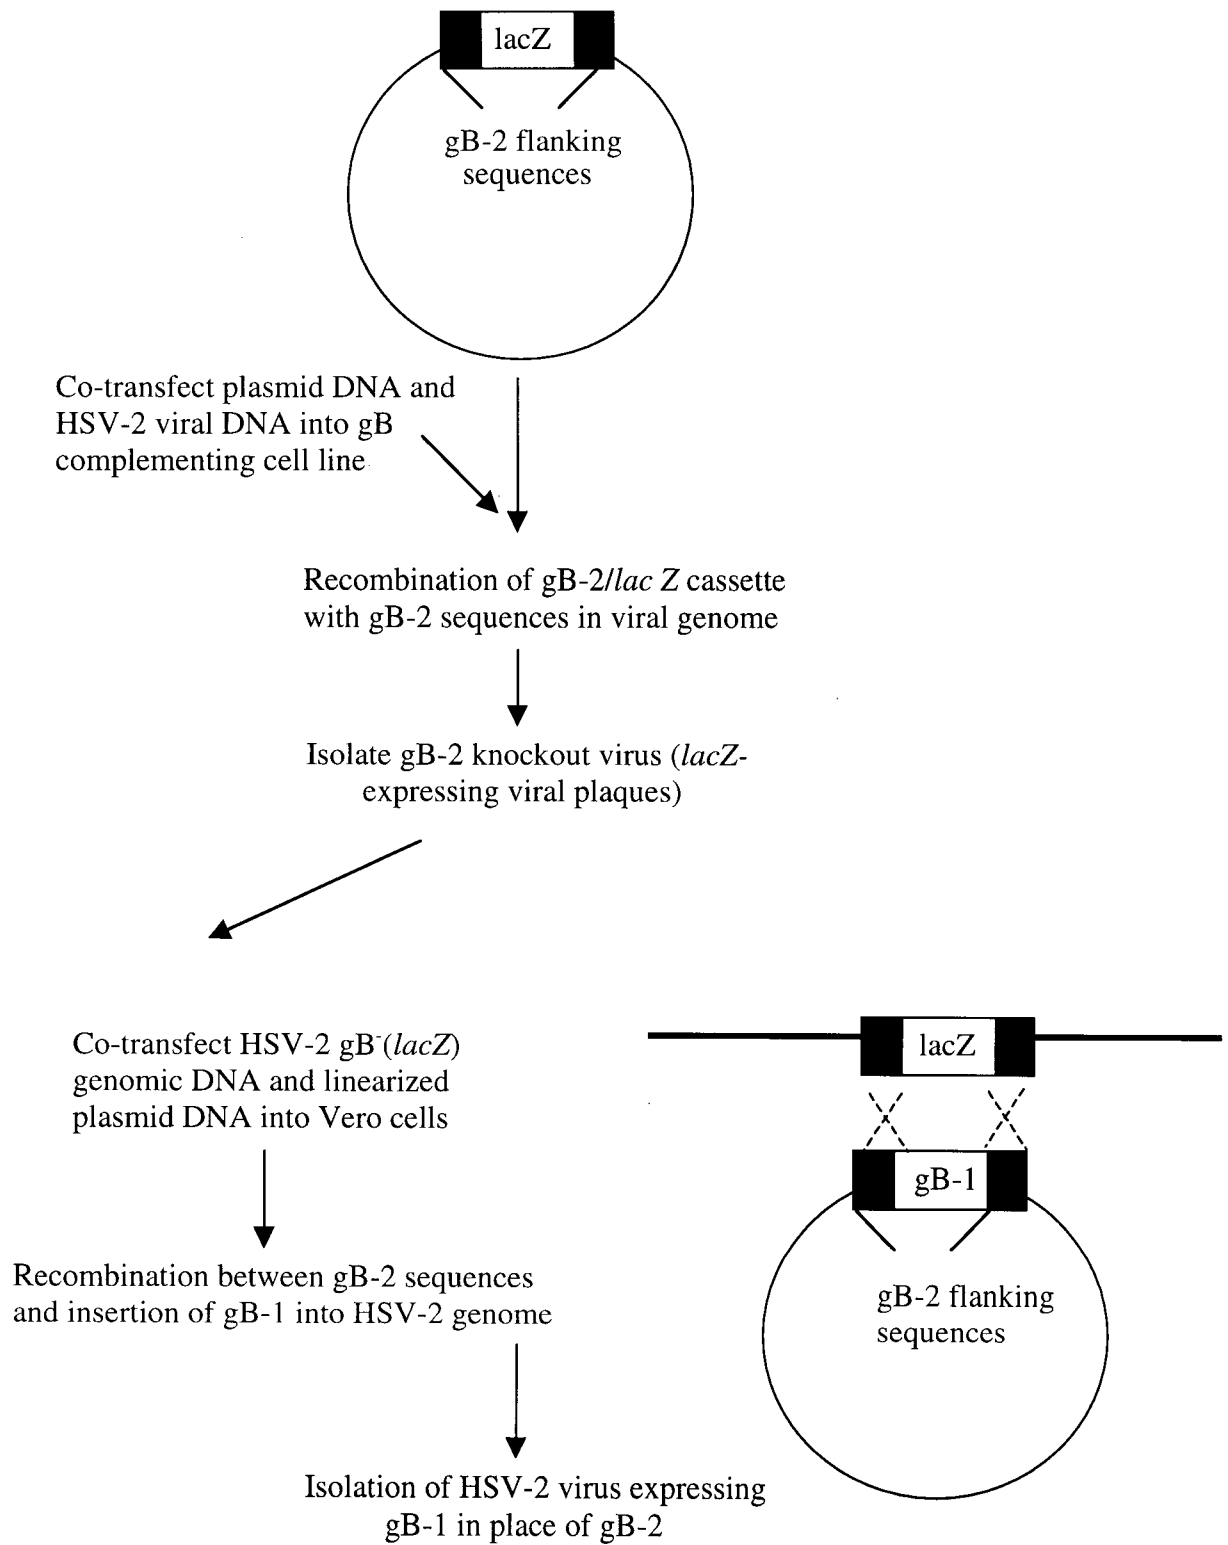 lacZ
gB-2 flanking
sequences
Co-transfect plasmid DNA and
HSV-2 viral DNA into gB
complementing cell line
Recombination of gB-2/lac Z cassette
with gB-2 sequences in viral genome
Isolate gB-2 knockout virus (lacZ-
expressing viral plaques)
Co-transfect HSV-2 gB⁻(lacZ)
genomic DNA and linearized
plasmid DNA into Vero cells
Recombination between gB-2 sequences
and insertion of gB-1 into HSV-2 genome
lacZ
gB-1
gB-2 flanking
sequences
Isolation of HSV-2 virus expressing
gB-1 in place of gB-2